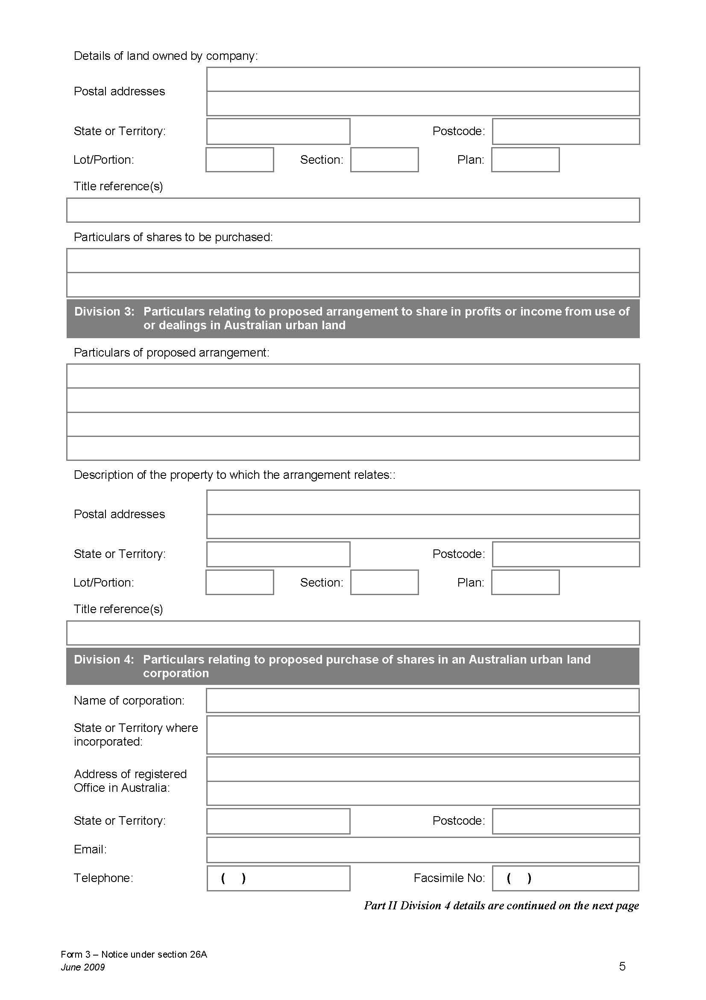 Details of land owned by company:
Postal addresses
State or Territory: Postcode:
Lot/Portion: Section: Plan:
Title reference(s)
Particulars of shares to be purchased:
Division 3: Particulars relating to proposed arrangement to share in profits or income from use of
or dealings in Australian urban land
Particulars of proposed arrangement:
Description of the property to which the arrangement relates::
Postal addresses
State or Territory: Postcode:
Lot/Portion: Section: Plan:
Title reference(s)
Division 4: Particulars relating to proposed purchase of shares in an Australian urban land
corporation
Name of corporation:
State or Territory where
incorporated:
Address of registered
Office in Australia:
State or Territory: Postcode:
Email:
Telephone: ( ) Facsimile No: ( )
Part II Division 4 details are continued on the next page
Form 3 – Notice under section 26A
June 2009 5